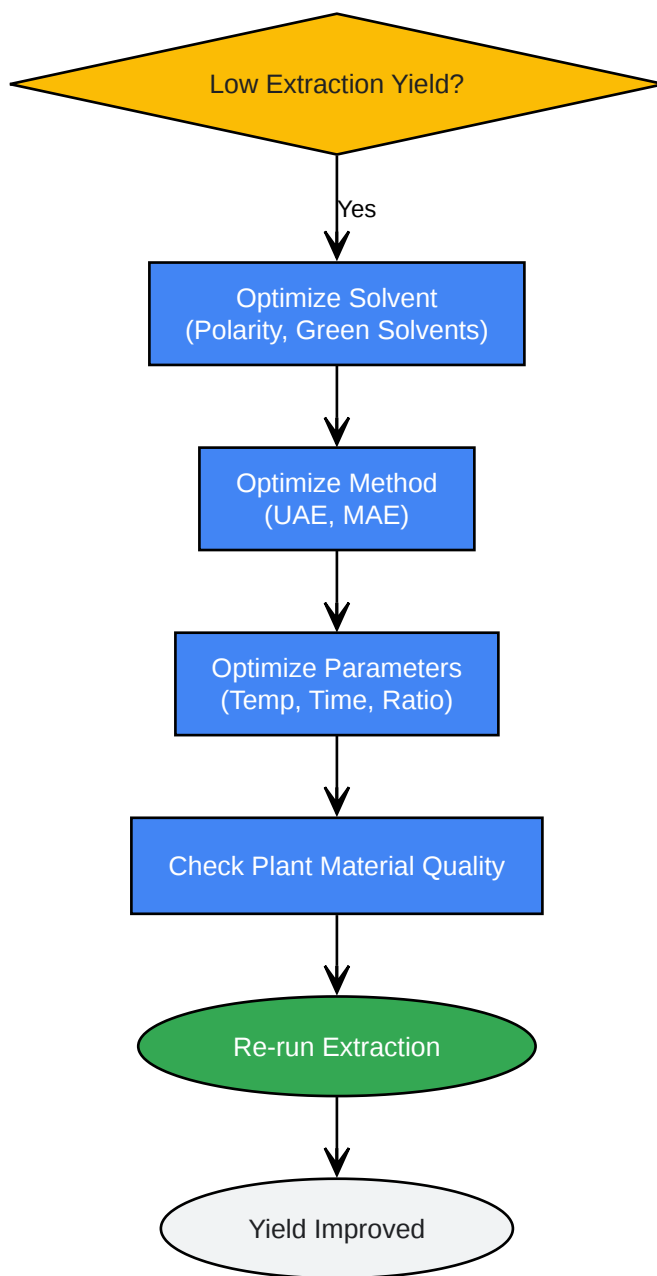 Low Extraction Yield?
Yes
Optimize Solvent
(Polarity, Green Solvents)
Optimize Method
(UAE, MAE)
Optimize Parameters
(Temp, Time, Ratio)
Check Plant Material Quality
Re-run Extraction
Yield Improved